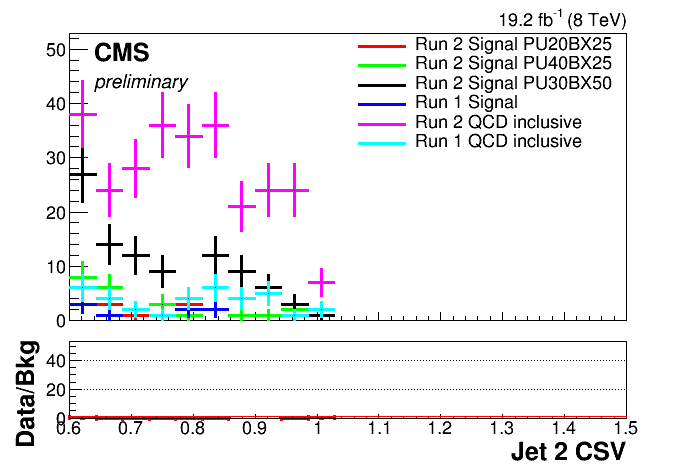 19.2 fb⁻¹ (8 TeV)
CMS
preliminary
Run 2 Signal PU20BX25
Run 2 Signal PU40BX25
Run 2 Signal PU30BX50
Run 1 Signal
Run 2 QCD inclusive
Run 1 QCD inclusive
50
40
30
20
10
0
Data/Bkg
40
20
0
0.6 0.7 0.8 0.9 1 1.1 1.2 1.3 1.4 1.5
Jet 2 CSV